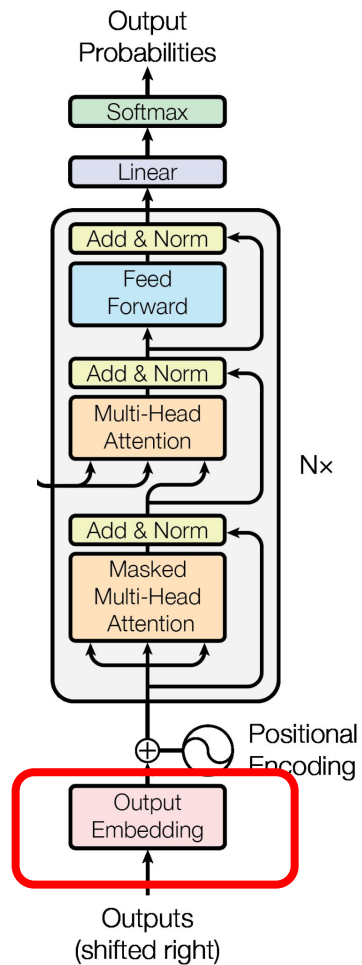 Output
Probabilities
Softmax
Linear
Add & Norm
Feed
Forward
Add & Norm
Multi-Head
Attention
N×
Add & Norm
Masked
Multi-Head
Attention
Positional
Encoding
Output
Embedding
Outputs
(shifted right)